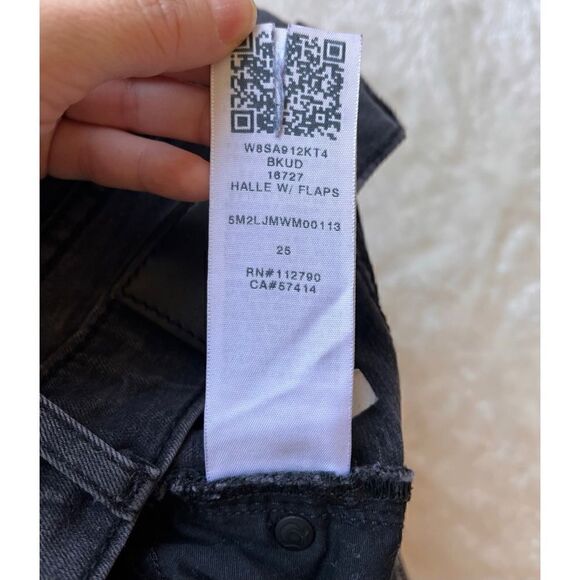 W8SA912KT4
BKUD
16727
HALLE W/ FLAPS
5M2LJMWM00113
25
RN#112790
CA#57414